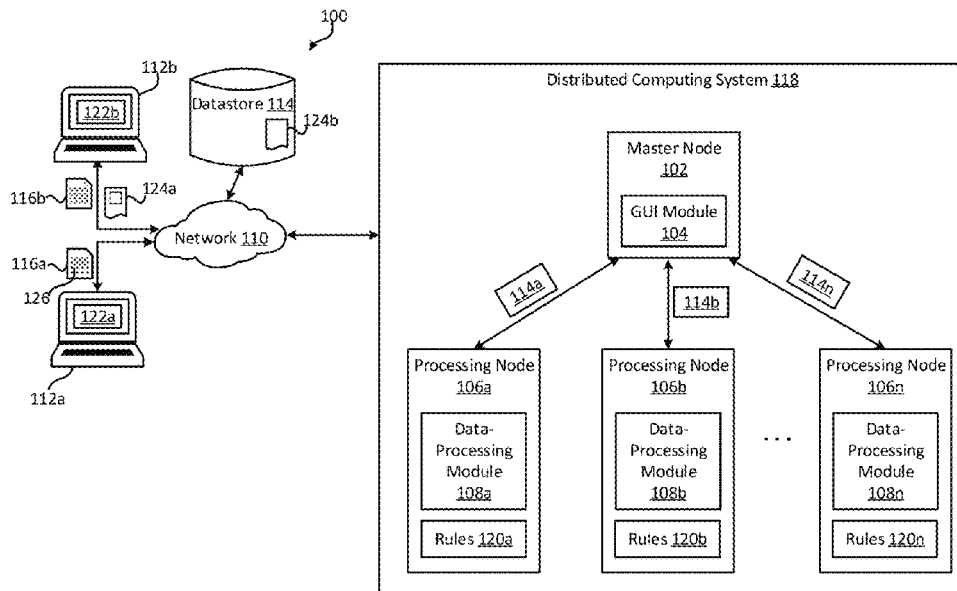 100
112b
122b
Datastore 114
124b
116b
124a
Network 110
116a
126
122a
112a
Distributed Computing System 118
Master Node
102
GUI Module
104
114a
114b
114n
Processing Node
106a
Data-
Processing
Module
108a
Rules 120a
Processing Node
106b
Data-
Processing
Module
108b
Rules 120b
...
Processing Node
106n
Data-
Processing
Module
108n
Rules 120n